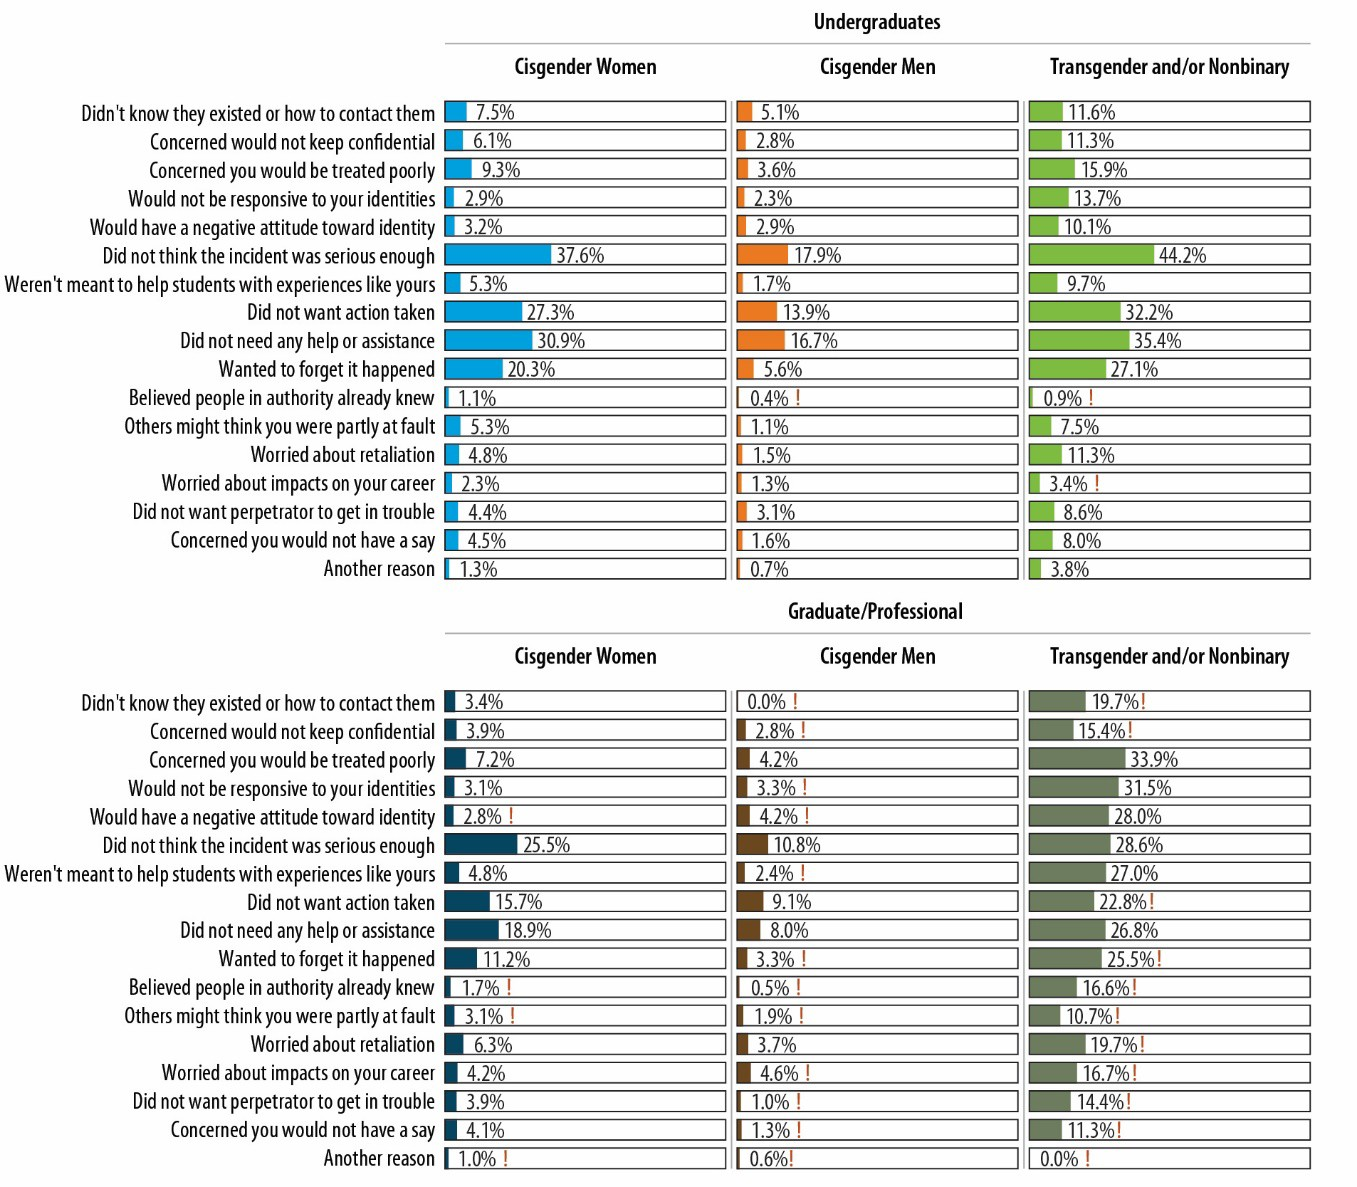 Undergraduates
Cisgender Women Cisgender Men Transgender and/or Nonbinary
Didn't know they existed or how to contact them 7.5% 5.1% 11.6%
Concerned would not keep confidential 6.1% 2.8% 11.3%
Concerned you would be treated poorly 9.3% 3.6% 15.9%
Would not be responsive to your identities 2.9% 2.3% 13.7%
Would have a negative attitude toward identity 3.2% 2.9% 10.1%
Did not think the incident was serious enough 37.6% 17.9% 44.2%
Weren't meant to help students with experiences like yours 5.3% 1.7% 9.7%
Did not want action taken 27.3% 13.9% 32.2%
Did not need any help or assistance 30.9% 16.7% 35.4%
Wanted to forget it happened 20.3% 5.6% 27.1%
Believed people in authority already knew 1.1% 0.4% ! 0.9% !
Others might think you were partly at fault 5.3% 1.1% 7.5%
Worried about retaliation 4.8% 1.5% 11.3%
Worried about impacts on your career 2.3% 1.3% 3.4% !
Did not want perpetrator to get in trouble 4.4% 3.1% 8.6%
Concerned you would not have a say 4.5% 1.6% 8.0%
Another reason 1.3% 0.7% 3.8%
Graduate/Professional
Cisgender Women Cisgender Men Transgender and/or Nonbinary
Didn't know they existed or how to contact them 3.4% 0.0% ! 19.7%!
Concerned would not keep confidential 3.9% 2.8% ! 15.4%!
Concerned you would be treated poorly 7.2% 4.2% 33.9%
Would not be responsive to your identities 3.1% 3.3% ! 31.5%
Would have a negative attitude toward identity 2.8% ! 4.2% ! 28.0%
Did not think the incident was serious enough 25.5% 10.8% 28.6%
Weren't meant to help students with experiences like yours 4.8% 2.4% ! 27.0%
Did not want action taken 15.7% 9.1% 22.8%!
Did not need any help or assistance 18.9% 8.0% 26.8%
Wanted to forget it happened 11.2% 3.3% ! 25.5%!
Believed people in authority already knew 1.7% ! 0.5% ! 16.6%!
Others might think you were partly at fault 3.1% ! 1.9% ! 10.7%!
Worried about retaliation 6.3% 3.7% 19.7%!
Worried about impacts on your career 4.2% 4.6% ! 16.7%!
Did not want perpetrator to get in trouble 3.9% 1.0% ! 14.4%!
Concerned you would not have a say 4.1% 1.3% ! 11.3%!
Another reason 1.0% ! 0.6%! 0.0% !